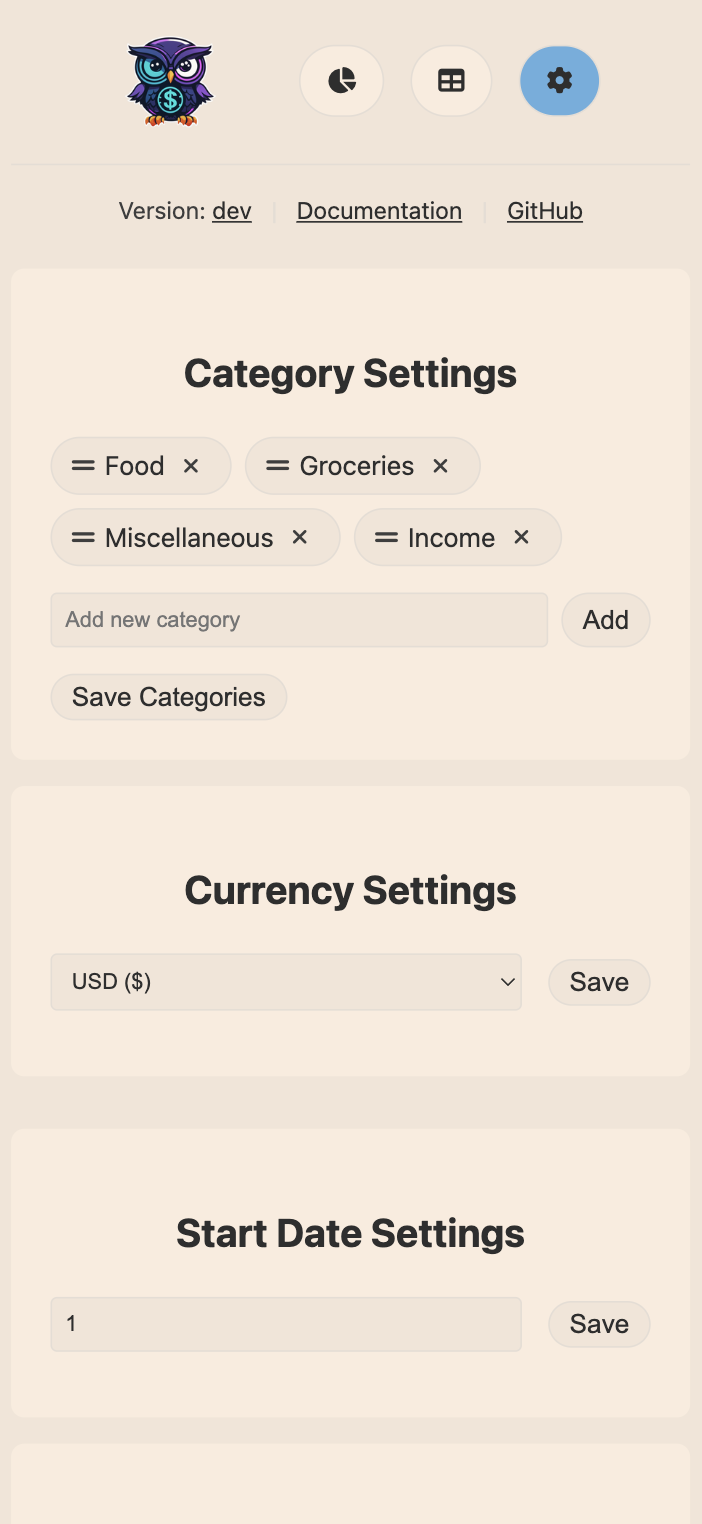 $
Version: dev Documentation GitHub
Category Settings
Food Groceries
Miscellaneous Income
Add new category Add
Save Categories
Currency Settings
USD ($) Save
Start Date Settings
1 Save